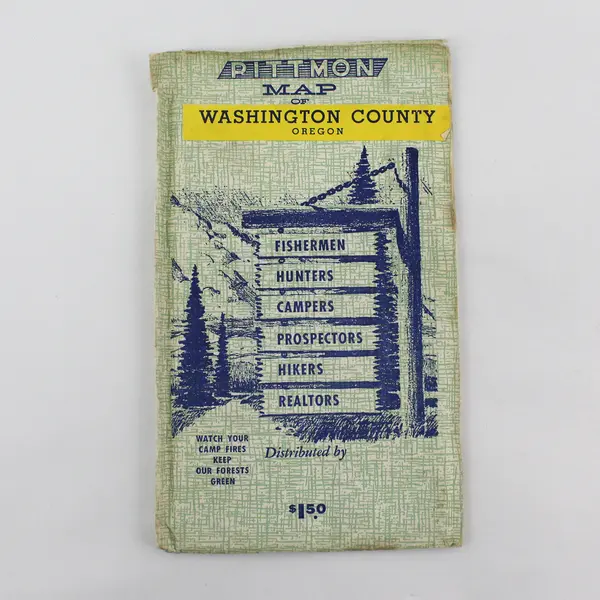 PITTMON
MAP
OF
WASHINGTON COUNTY
OREGON
FISHERMEN
HUNTERS
CAMPERS
PROSPECTORS
HIKERS
REALTORS
WATCH YOUR
CAMP FIRES
KEEP
OUR FORESTS
GREEN
Distributed by
$1.50